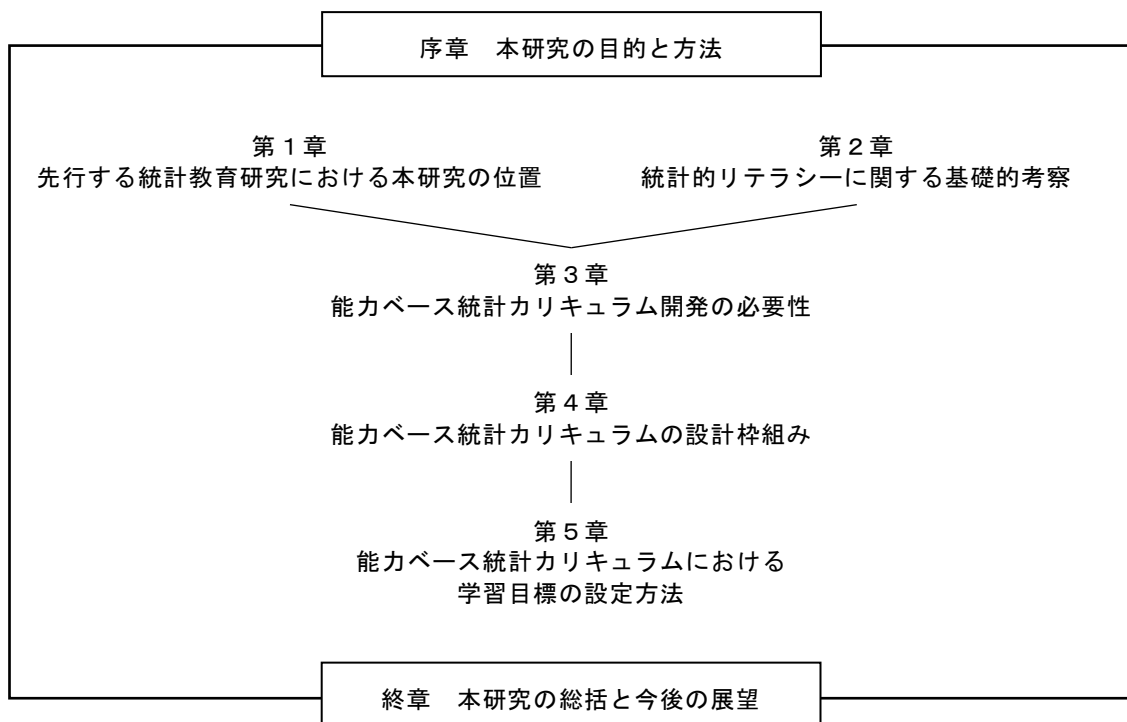 序章　本研究の目的と方法
第１章
先行する統計教育研究における本研究の位置
第２章
統計的リテラシーに関する基礎的考察
第３章
能力ベース統計カリキュラム開発の必要性
第４章
能力ベース統計カリキュラムの設計枠組み
第５章
能力ベース統計カリキュラムにおける
学習目標の設定方法
終章　本研究の総括と今後の展望